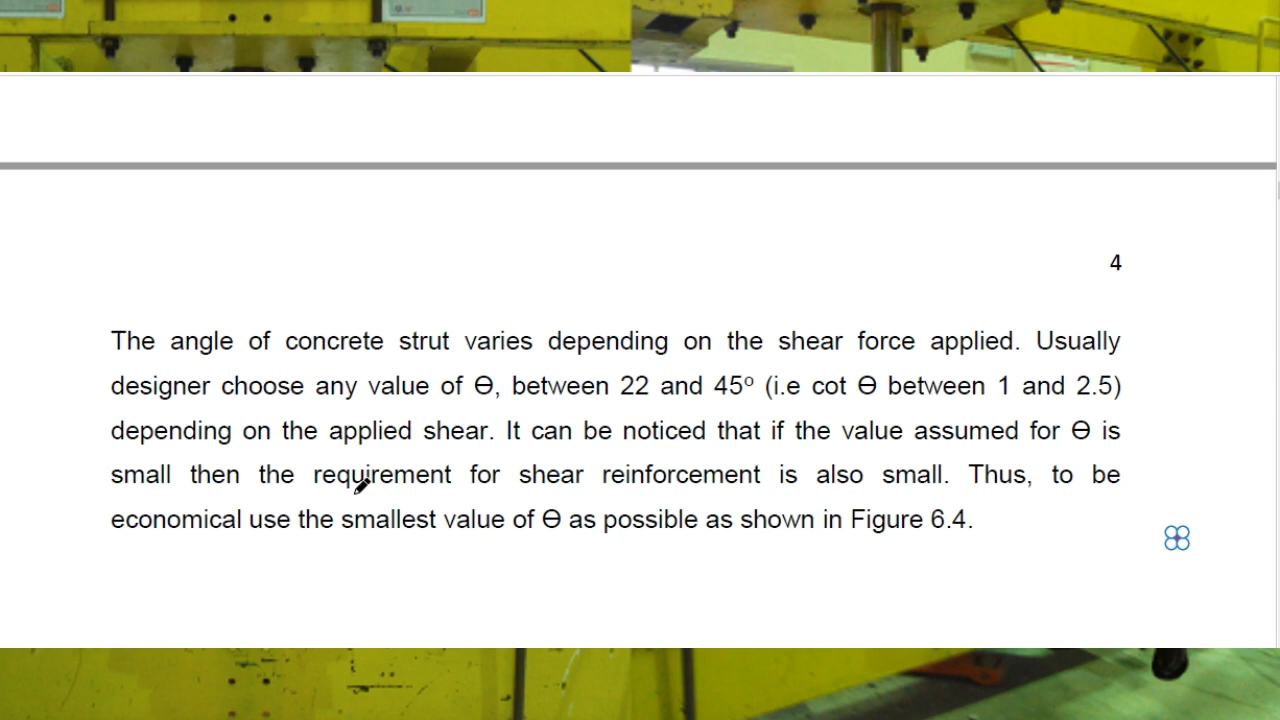 4
The angle of concrete strut varies depending on the shear force applied. Usually
designer choose any value of Ɵ, between 22 and 45º (i.e cot Ɵ between 1 and 2.5)
depending on the applied shear. It can be noticed that if the value assumed for Ɵ is
small then the requirement for shear reinforcement is also small. Thus, to be
economical use the smallest value of Ɵ as possible as shown in Figure 6.4.